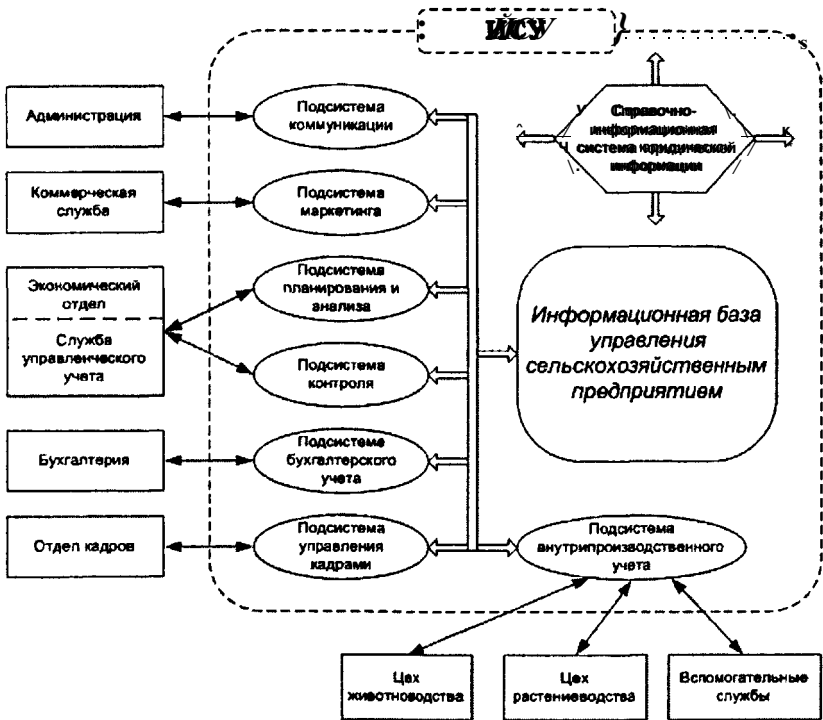 ИСУ
Администрация
Подсистема
коммуникации
Справочно-
информационная
система юридической
информации
Коммерческая
служба
Подсистема
маркетинга
Экономический
отдел
Служба
управленческого
учета
Подсистема
планирования и
анализа
Подсистема
контроля
Информационная база
управления
сельскохозяйственным
предприятием
Бухгалтерия
Подсистеме
бухгалтерского
учета
Отдел кадров
Подсистема
управления
кадрами
Подсистема
внутрипроизводственного
учета
Цех
животноводства
Цех
растениеводства
Вспомогательные
службы